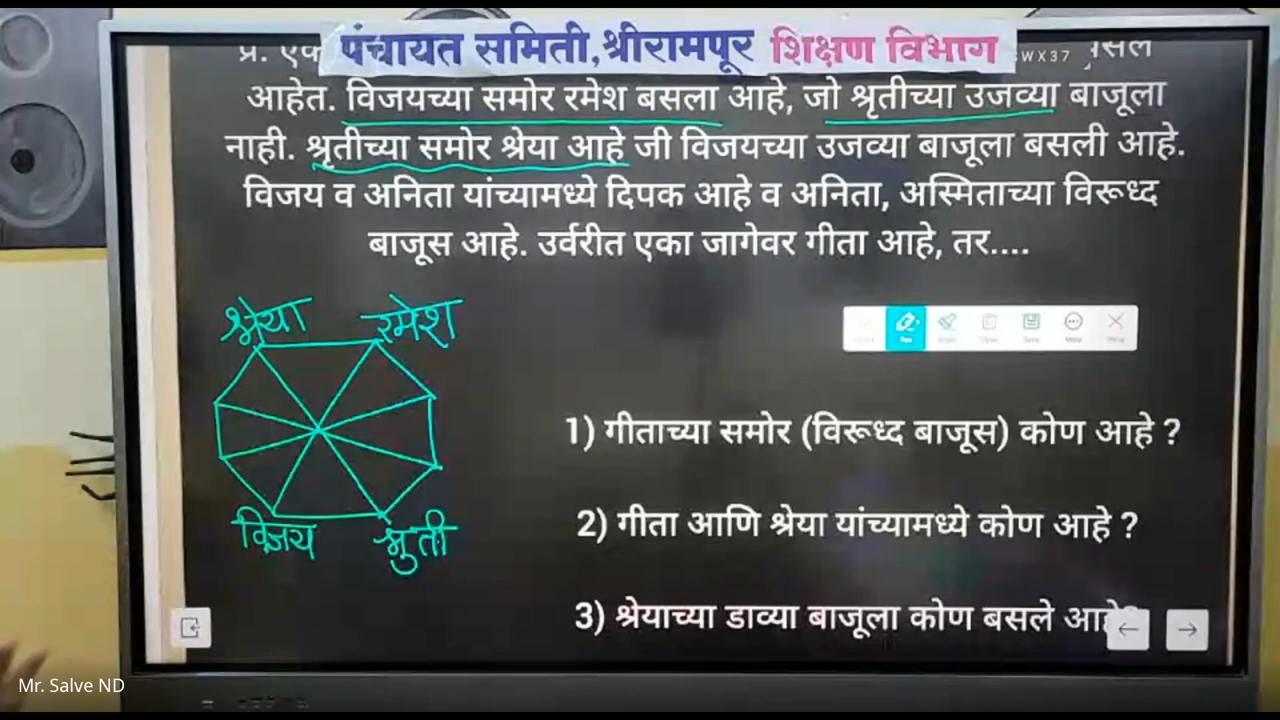 पंचायत समिती,श्रीरामपूर शिक्षण विभाग
प्र. एक
आहेत. विजयच्या समोर रमेश बसला आहे, जो श्रृतीच्या उजव्या बाजूला
नाही. श्रृतीच्या समोर श्रेया आहे जी विजयच्या उजव्या बाजूला बसली आहे.
विजय व अनिता यांच्यामध्ये दिपक आहे व अनिता, अस्मिताच्या विरूध्द
बाजूस आहे. उर्वरीत एका जागेवर गीता आहे, तर....
श्रेया रमेश
विजय श्रुती
1) गीताच्या समोर (विरूध्द बाजूस) कोण आहे ?
2) गीता आणि श्रेया यांच्यामध्ये कोण आहे ?
3) श्रेयाच्या डाव्या बाजूला कोण बसले
Mr. Salve ND